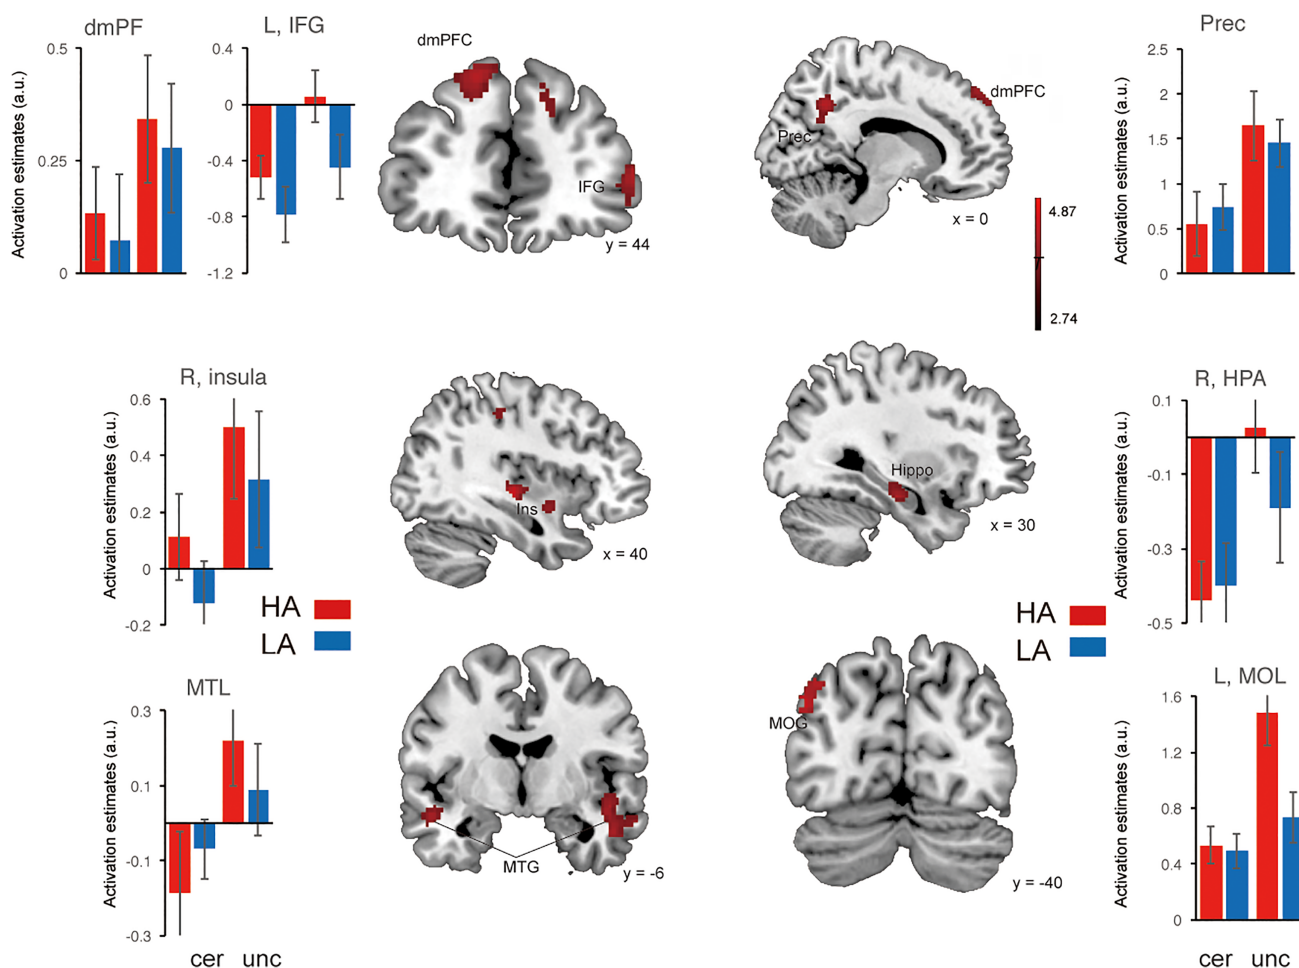 dmPF
L, IFG
dmPFC
Prec
Activation estimates (a.u.)
0.5
0.25
0
0.4
0
-0.4
-0.8
-1.2
IFG
y = 44
dmPFC
Prec
x = 0
4.87
2.74
Activation estimates (a.u.)
2.5
2
1.5
1
0.5
0
R, insula
Activation estimates (a.u.)
0.6
0.4
0.2
0
-0.2
Ins
x = 40
Hippo
x = 30
R, HPA
Activation estimates (a.u.)
0.1
-0.1
-0.3
-0.5
HA
LA
HA
LA
MTL
Activation estimates (a.u.)
0.3
0.1
-0.1
-0.3
cer unc
MTG
y = -6
MOG
y = -40
L, MOL
Activation estimates (a.u.)
1.6
1.2
0.8
0.4
0
cer unc